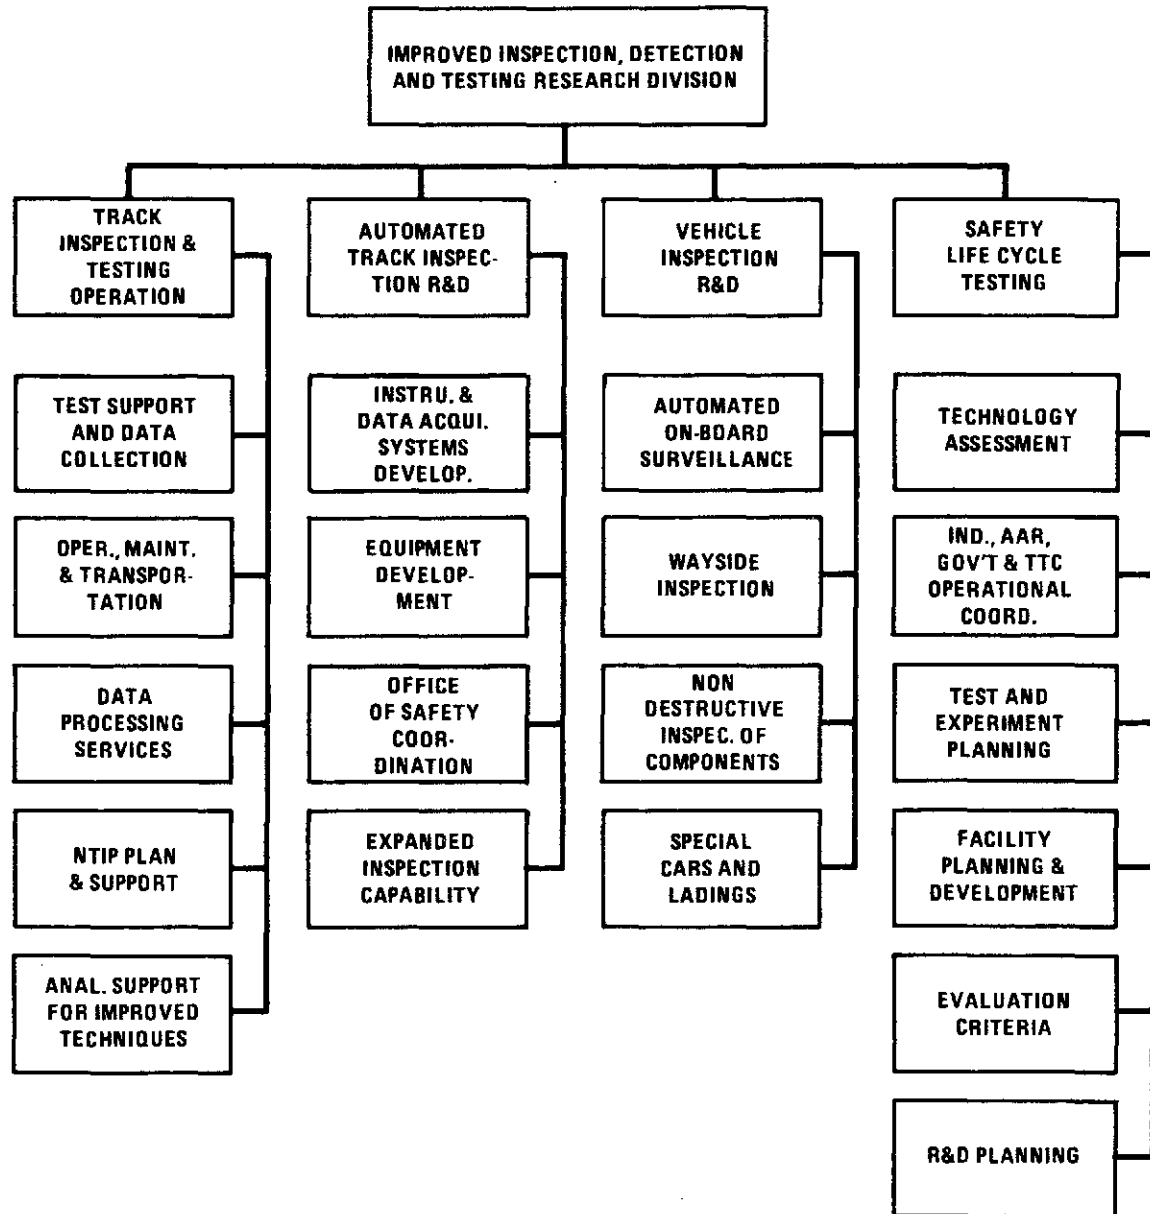 IMPROVED INSPECTION, DETECTION
AND TESTING RESEARCH DIVISION
TRACK
INSPECTION &
TESTING
OPERATION
TEST SUPPORT
AND DATA
COLLECTION
OPER., MAINT.
& TRANSPOR-
TATION
DATA
PROCESSING
SERVICES
NTIP PLAN
& SUPPORT
ANAL. SUPPORT
FOR IMPROVED
TECHNIQUES
AUTOMATED
TRACK INSPEC-
TION R&D
INSTRU. &
DATA ACQUI.
SYSTEMS
DEVELOP.
EQUIPMENT
DEVELOP-
MENT
OFFICE
OF SAFETY
COOR-
DINATION
EXPANDED
INSPECTION
CAPABILITY
VEHICLE
INSPECTION
R&D
AUTOMATED
ON-BOARD
SURVEILLANCE
WAYSIDE
INSPECTION
NON
DESTRUCTIVE
INSPEC. OF
COMPONENTS
SPECIAL
CARS AND
LADINGS
SAFETY
LIFE CYCLE
TESTING
TECHNOLOGY
ASSESSMENT
IND., AAR,
GOV'T & TTC
OPERATIONAL
COORD.
TEST AND
EXPERIMENT
PLANNING
FACILITY
PLANNING &
DEVELOPMENT
EVALUATION
CRITERIA
R&D PLANNING